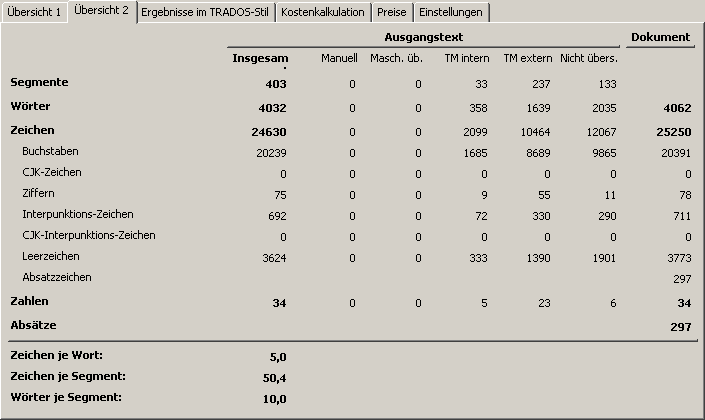 Übersicht 1 Übersicht 2 Ergebnisse im TRADOS-Stil Kostenkalkulation Preise Einstellungen
Ausgangstext Dokument
Insgesam Manuell Masch. üb. TM intern TM extern Nicht übers.
Segmente 403 0 0 33 237 133
Wörter 4032 0 0 358 1639 2035 4062
Zeichen 24630 0 0 2099 10464 12067 25250
Buchstaben 20239 0 0 1685 8689 9865 20391
CJK-Zeichen 0 0 0 0 0 0 0
Ziffern 75 0 0 9 55 11 78
Interpunktions-Zeichen 692 0 0 72 330 290 711
CJK-Interpunktions-Zeichen 0 0 0 0 0 0 0
Leerzeichen 3624 0 0 333 1390 1901 3773
Absatzzeichen 297
Zahlen 34 0 0 5 23 6 34
Absätze 297
Zeichen je Wort: 5,0
Zeichen je Segment: 50,4
Wörter je Segment: 10,0